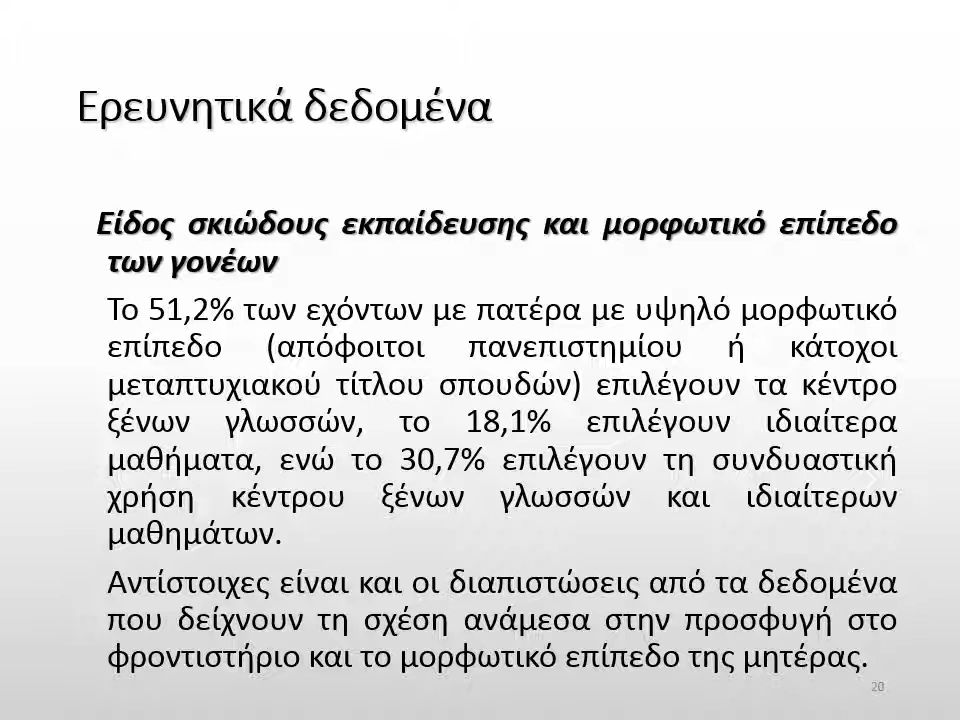 Ερευνητικά δεδομένα
Είδος σκιώδους εκπαίδευσης και μορφωτικό επίπεδο
των γονέων
Το 51,2% των εχόντων με πατέρα με υψηλό μορφωτικό
επίπεδο (απόφοιτοι πανεπιστημίου ή κάτοχοι
μεταπτυχιακού τίτλου σπουδών) επιλέγουν τα κέντρο
ξένων γλωσσών, το 18,1% επιλέγουν ιδιαίτερα
μαθήματα, ενώ το 30,7% επιλέγουν τη συνδυαστική
χρήση κέντρου ξένων γλωσσών και ιδιαίτερων
μαθημάτων.
Αντίστοιχες είναι και οι διαπιστώσεις από τα δεδομένα
που δείχνουν τη σχέση ανάμεσα στην προσφυγή στο
φροντιστήριο και το μορφωτικό επίπεδο της μητέρας.
20